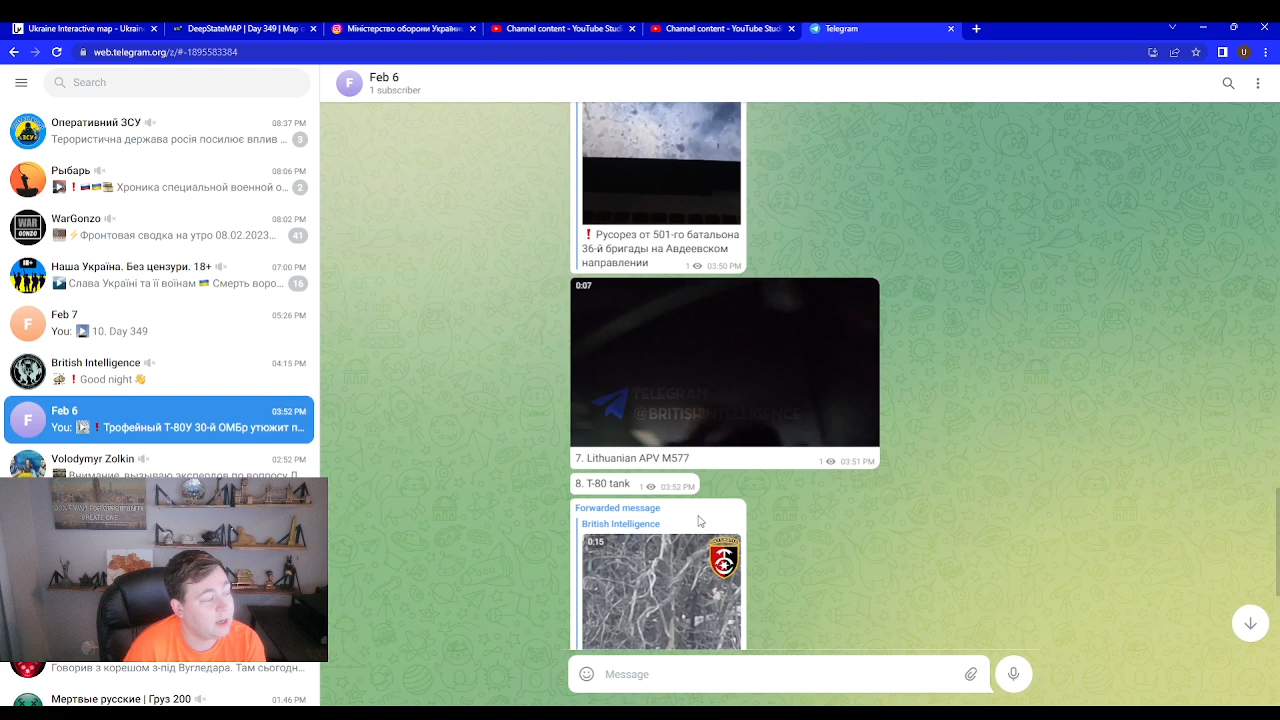 Ukraine Interactive map - Ukraine
DeepStateMAP | Day 349 | Map o
Міністерство оборони України
Channel content - YouTube Studi
Channel content - YouTube Studi
Telegram
web.telegram.org/z/#-1895583384
U
Search
F
Feb 6
1 subscriber
Оперативний ЗСУ
08:37 PM
Терористична держава росія посилює вплив ...
3
Рыбарь
08:06 PM
Хроника специальной военной о...
2
WAR
GONZO
WarGonzo
08:02 PM
Фронтовая сводка на утро 08.02.2023...
41
18+
Наша Україна. Без цензури. 18+
07:00 PM
Слава Україні та її воїнам Смерть воро...
16
F
Feb 7
05:26 PM
You: 10. Day 349
British Intelligence
04:15 PM
Good night
F
Feb 6
03:52 PM
You: Трофейный Т-80У 30-й ОМБр утюжит п...
Volodymyr Zolkin
02:52 PM
Внимание, вызываю экспертов по вопросу Л
Говорив з корешом з-під Вугледара. Там сьогодн...
Мертвые русские | Груз 200
01:46 PM
Русорез от 501-го батальона
36-й бригады на Авдеевском
направлении
1 03:50 PM
0:07
TELEGRAM
@BRITISHINTELLIGENCE
7. Lithuanian APV M577
1 03:51 PM
8. T-80 tank
1 03:52 PM
Forwarded message
British Intelligence
0:15
Message